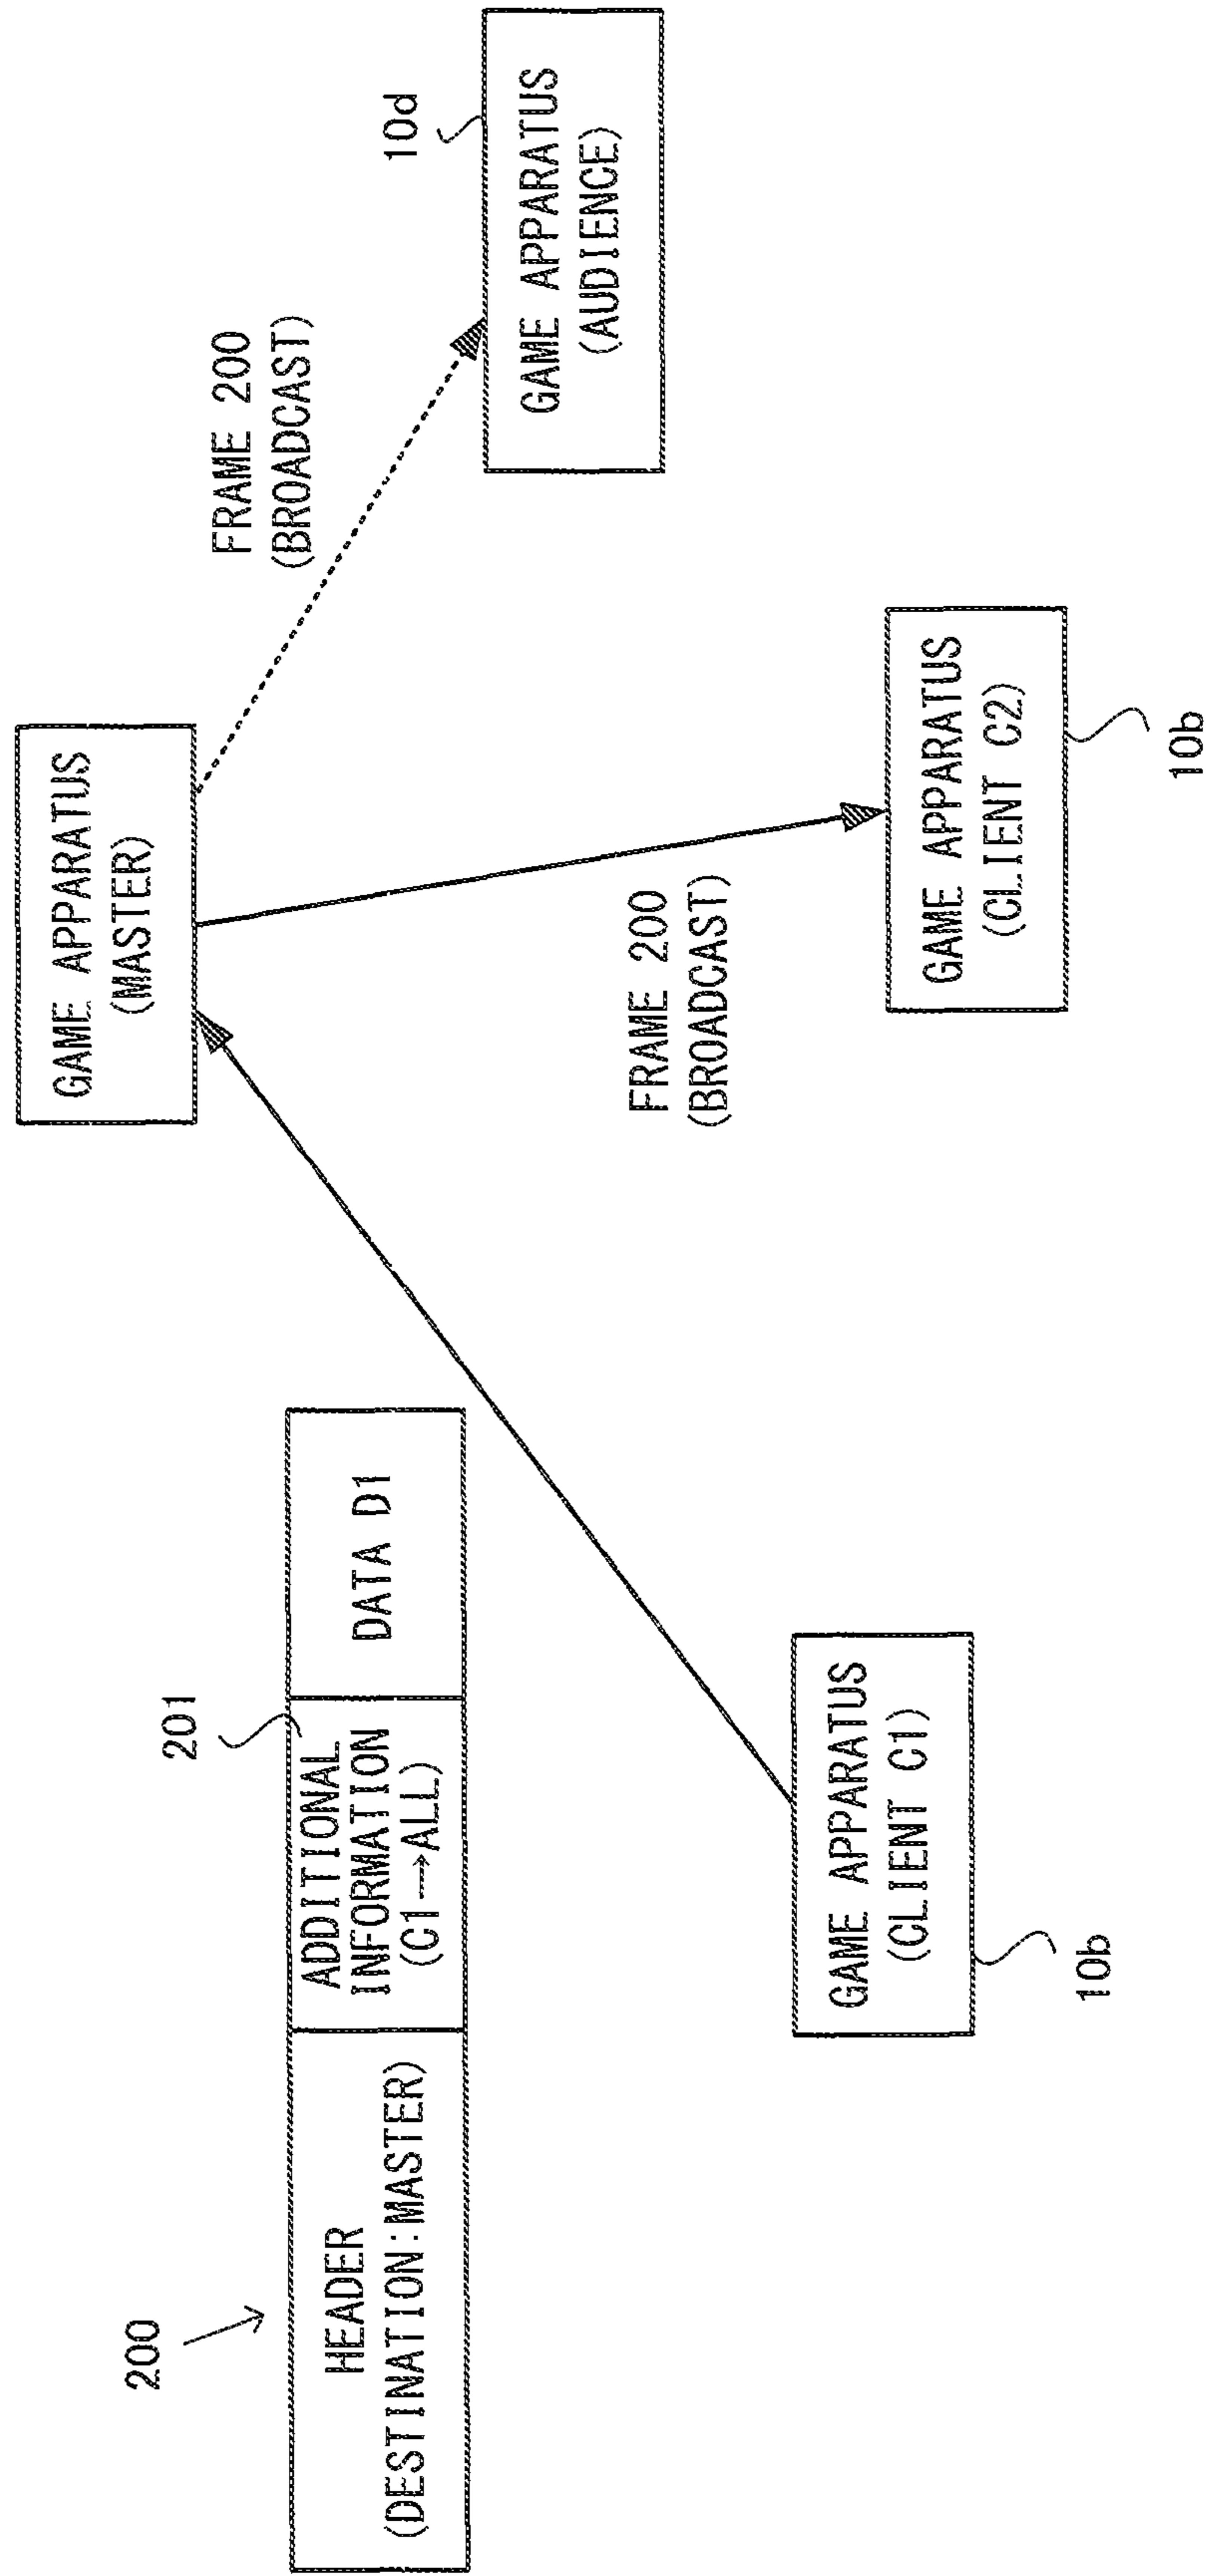 200
HEADER
(DESTINATION:MASTER)
201
ADDITIONAL
INFORMATION
(C1→ALL)
DATA D1
GAME APPARATUS
(MASTER)
FRAME 200
(BROADCAST)
10d
GAME APPARATUS
(AUDIENCE)
FRAME 200
(BROADCAST)
GAME APPARATUS
(CLIENT C1)
10b
GAME APPARATUS
(CLIENT C2)
10b